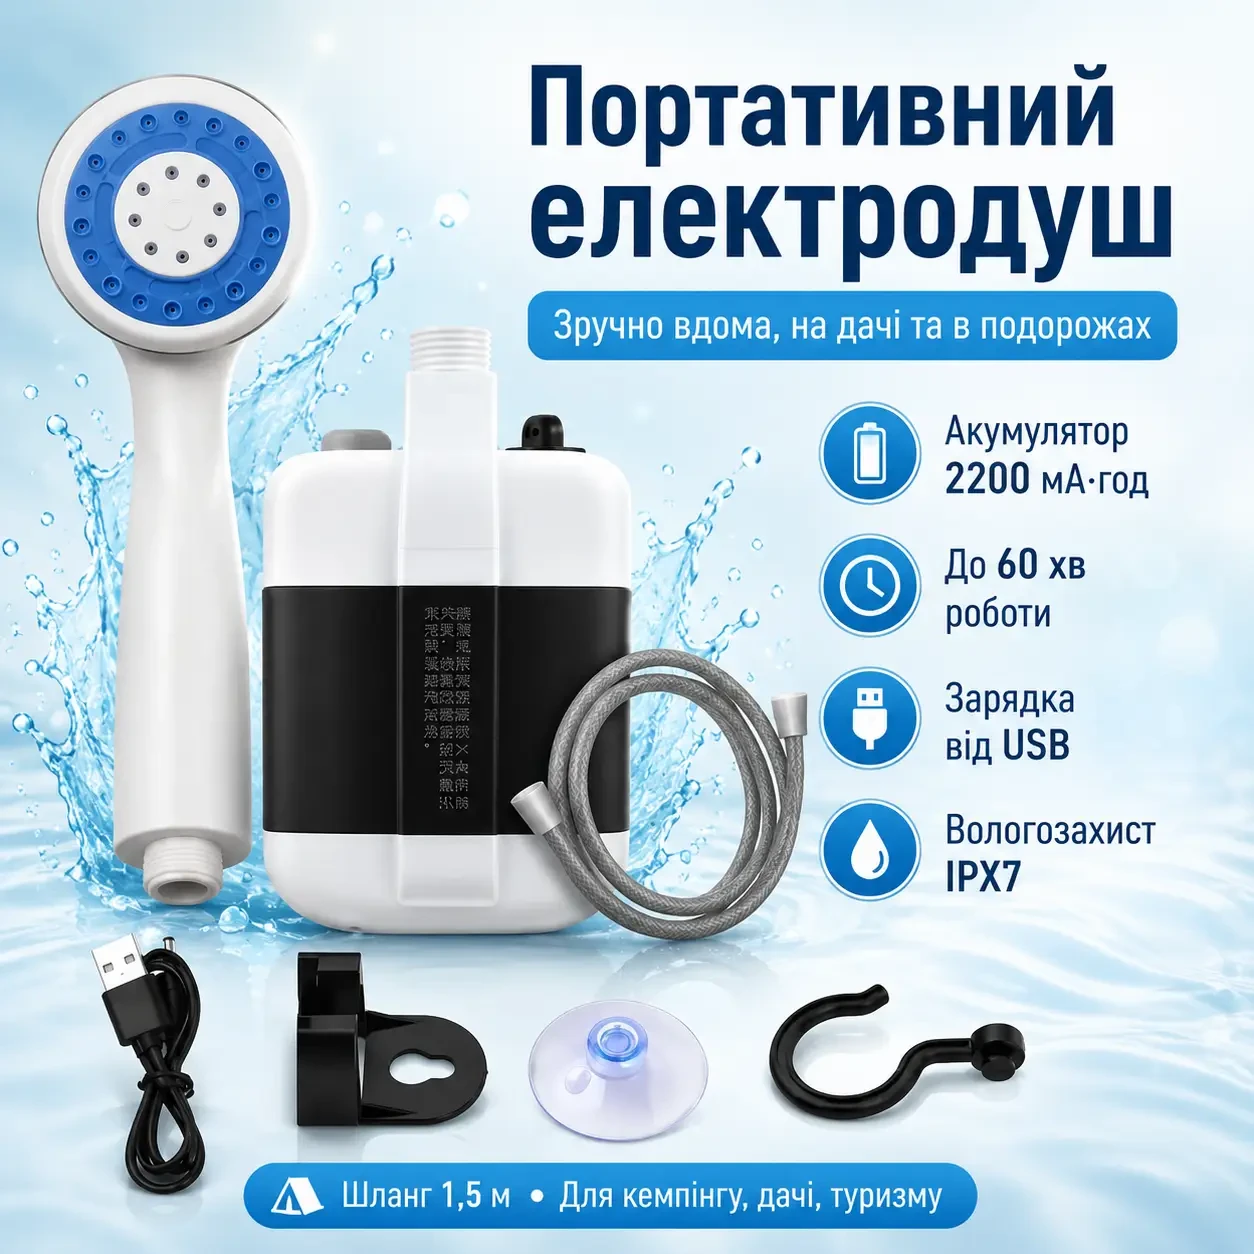 Портативний
електродуш
Зручно вдома, на дачі та в подорожах
Акумулятор
2200 мА·год
До 60 хв
роботи
Зарядка
від USB
Вологозахист
IPX7
Шланг 1,5 м • Для кемпінгу, дачі, туризму